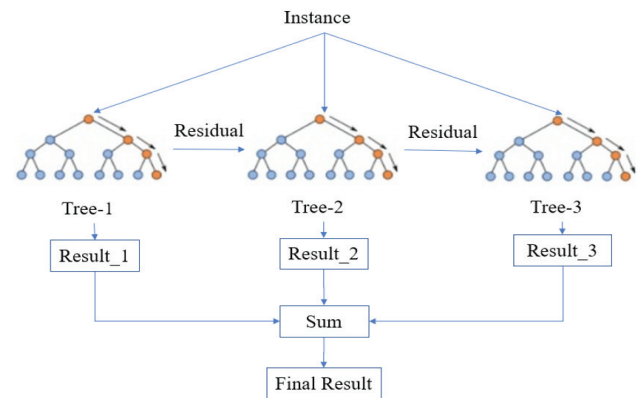 Instance
Residual
Residual
Tree-1
Tree-2
Tree-3
Result_1
Result_2
Result_3
Sum
Final Result